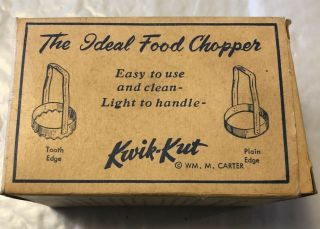 The Ideal Food Chopper
Easy to use
and clean-
Light to handle-
Tooth
Edge
Kwik-Kut
© WM. M. CARTER
Plain
Edge